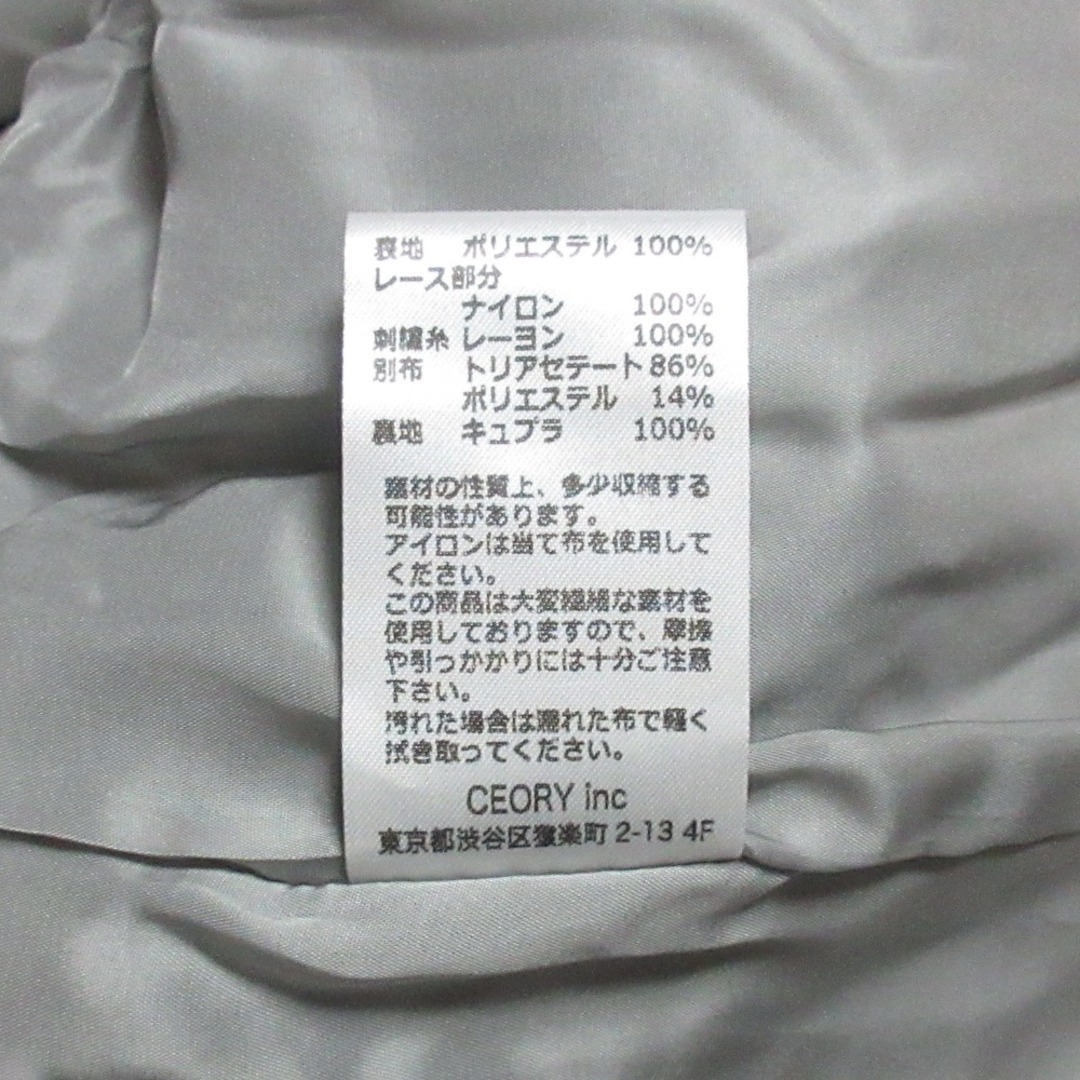 表地 ポリエステル 100%
レース部分
ナイロン 100%
刺繍糸 レーヨン 100%
別布 トリアセテート 86%
ポリエステル 14%
裏地 キュプラ 100%
素材の性質上、多少収縮する
可能性があります。
アイロンは当て布を使用して
ください。
この商品は大変繊細な素材を
使用しておりますので、摩擦
や引っかかりには十分ご注意
下さい。
汚れた場合は濡れた布で軽く
拭き取ってください。
CEORY inc
東京都渋谷区猿楽町 2-13 4F